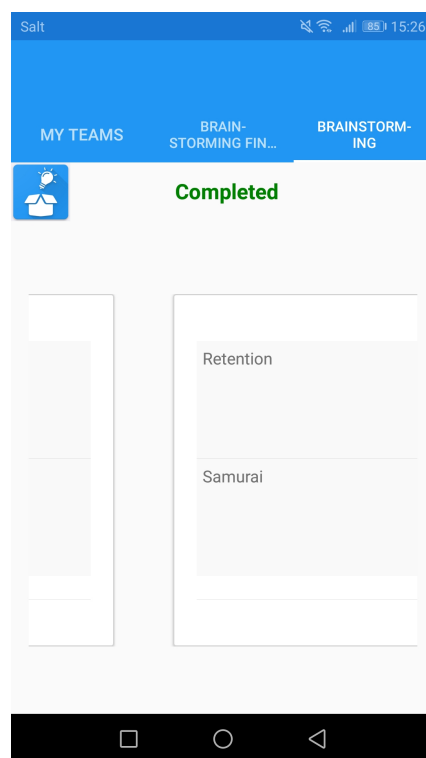 Salt 85 15:26
MY TEAMS
BRAIN-
STORMING FIN...
BRAINSTORM-
ING
Completed
Retention
Samurai